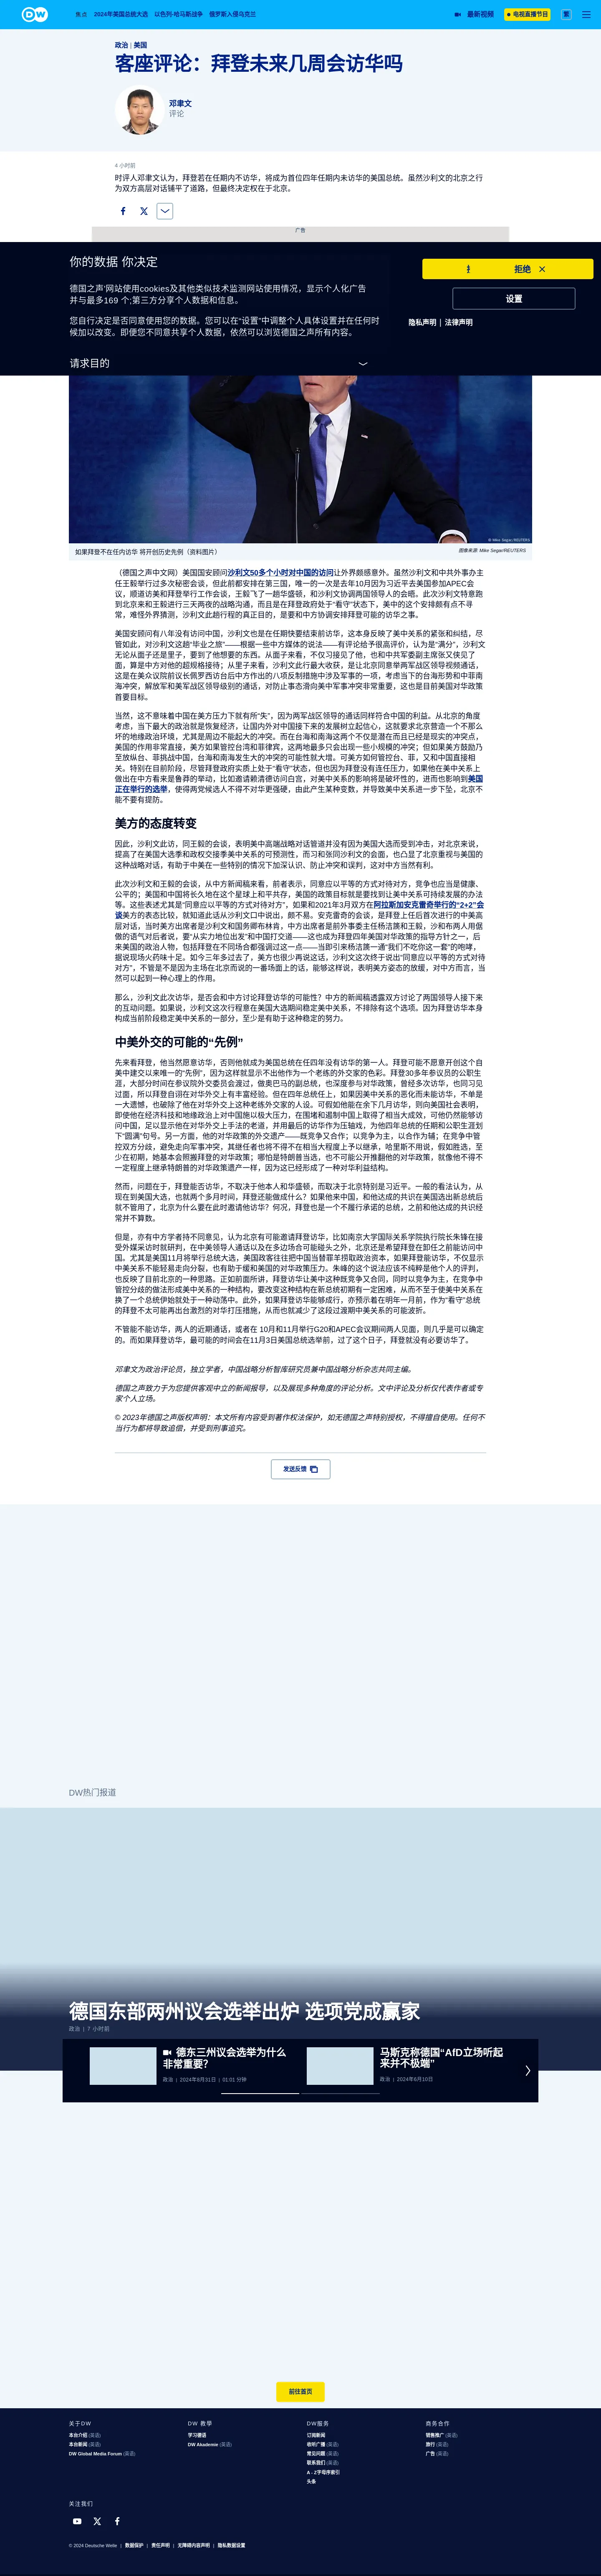 DW
焦点 2024年美国总统大选 以色列-哈马斯战争 俄罗斯入侵乌克兰
最新视频
电视直播节目
繁
政治 | 美国
客座评论：拜登未来几周会访华吗
邓聿文
评论
4 小时前
时评人邓聿文认为，拜登若在任期内不访华，将成为首位四年任期内未访华的美国总统。虽然沙利文的北京之行
为双方高层对话铺平了道路，但最终决定权在于北京。
广告
你的数据 你决定
德国之声'网站使用cookies及其他类似技术监测网站使用情况，显示个人化广告
并与最多169 个;第三方分享个人数据和信息。
您自行决定是否同意使用您的数据。您可以在“设置”中调整个人具体设置并在任何时
候加以改变。即便您不同意共享个人数据，依然可以浏览德国之声所有内容。
拒绝
设置
隐私声明 | 法律声明
请求目的
© Mike Segar/REUTERS
如果拜登不在任内访华 将开创历史先例（资料图片）
图像来源: Mike Segar/REUTERS
（德国之声中文网）美国国安顾问沙利文50多个小时对中国的访问让外界颇感意外。虽然沙利文和中共外事办主
任王毅举行过多次秘密会谈，但此前都安排在第三国，唯一的一次是去年10月因为习近平去美国参加APEC会
议，顺道访美和拜登举行工作会谈，王毅飞了一趟华盛顿，和沙利文协调两国领导人的会晤。此次沙利文特意跑
到北京来和王毅进行三天两夜的战略沟通，而且是在拜登政府处于“看守”状态下，美中的这个安排颇有点不寻
常，难怪外界猜测，沙利文此趟行程的真正目的，是要和中方协调安排拜登可能的访华之事。
美国安顾问有八年没有访问中国，沙利文也是在任期快要结束前访华，这本身反映了美中关系的紧张和纠结，尽
管如此，对沙利文这趟“毕业之旅”——根据一些中方媒体的说法——有评论给予很高评价，认为是“满分”，沙利文
无论从面子还是里子，要到了他想要的东西。从面子来看，不仅习接见了他，也和中共军委副主席张又侠见了
面，算是中方对他的超规格接待；从里子来看，沙利文此行最大收获，是让北京同意举两军战区领导视频通话，
这是在美众议院前议长佩罗西访台后中方作出的八项反制措施中涉及军事的一项，考虑当下的台海形势和中菲南
海冲突，解放军和美军战区领导级别的通话，对防止事态滑向美中军事冲突非常重要，这也是目前美国对华政策
首要目标。
当然，这不意味着中国在美方压力下就有所“失”，因为两军战区领导的通话同样符合中国的利益。从北京的角度
考虑，当下最大的政治就是恢复经济，让国内外对中国接下来的发展树立起信心，这就要求北京营造一个不那么
坏的地缘政治环境，尤其是周边不能起大的冲突。而在台海和南海这两个不仅是潜在而且已经是现实的冲突点，
美国的作用非常直接，美方如果管控台湾和菲律宾，这两地最多只会出现一些小规模的冲突；但如果美方鼓励乃
至放纵台、菲挑战中国，台海和南海发生大的冲突的可能性就大增。可美方如何管控台、菲，又和中国直接相
关。特别在目前阶段，尽管拜登政府实质上处于“看守”状态，但也因为拜登没有连任压力，如果他在美中关系上
做出在中方看来是鲁莽的举动，比如邀请赖清德访问白宫，对美中关系的影响将是破坏性的，进而也影响到美国
正在举行的选举，使得两党候选人不得不对华更强硬，由此产生某种变数，并导致美中关系进一步下坠，北京不
能不要有提防。
美方的态度转变
因此，沙利文此访，同王毅的会谈，表明美中高端战略对话管道并没有因为美国大选而受到冲击，对北京来说，
提高了在美国大选季和政权交接季美中关系的可预测性，而习和张同沙利文的会面，也凸显了北京重视与美国的
这种战略对话，有助于中美在一些特别的情况下加深认识、防止冲突和误判，这对中方当然有利。
此次沙利文和王毅的会谈，从中方新闻稿来看，前者表示，同意应以平等的方式对待对方，竞争也应当是健康、
公平的；美国和中国将长久地在这个星球上和平共存，美国的政策目标就是要找到让美中关系可持续发展的办
法等。这些表述尤其是“同意应以平等的方式对待对方”，如果和2021年3月双方在阿拉斯加安克雷奇举行的“2+2”会
谈美方的表态比较，就知道此话从沙利文口中说出，颇不易。安克雷奇的会谈，是拜登上任后首次进行的中美高
层对话，当时美方出席者是沙利文和国务卿布林肯，中方出席者是前外事委主任杨洁篪和王毅，沙和布两人用倨
傲的语气对后者说，要“从实力地位出发”和中国打交道——这也成为拜登四年美国对华政策的指导方针之一，后
来美国的政治人物，包括拜登在不同场合都强调过这一点——当即引来杨洁篪一通“我们不吃你这一套”的咆哮，
据说现场火药味十足。如今三年多过去了，美方也很少再说这话，沙利文这次终于说出“同意应以平等的方式对待
对方”，不管是不是因为主场在北京而说的一番场面上的话，能够这样说，表明美方姿态的放缓，对中方而言，当
然可以起到一种心理上的作用。
那么，沙利文此次访华，是否会和中方讨论拜登访华的可能性？中方的新闻稿透露双方讨论了两国领导人接下来
的互动问题。如果说，沙利文这次行程意在美国大选期间稳定美中关系，不排除有这个选项。因为拜登访华本身
构成当前阶段稳定美中关系的一部分，至少是有助于这种稳定的努力。
中美外交的可能的“先例”
先来看拜登，他当然愿意访华，否则他就成为美国总统在任四年没有访华的第一人。拜登可能不愿意开创这个自
美中建交以来唯一的“先例”，因为这样就显示不出他作为一个老练的外交家的色彩。拜登30多年参议员的公职生
涯，大部分时间在参议院外交委员会渡过，做奥巴马的副总统，也深度参与对华政策，曾经多次访华，也同习见
过面，所以拜登自诩在对华外交上有丰富经验。但在四年总统任上，如果因美中关系的恶化而未能访华，不单是
一大遗憾，也破除了他在对华外交上这种老练外交家的人设。可假如他能在余下几月访华，则向美国社会表明，
即使他在经济科技和地缘政治上对中国施以极大压力，在围堵和遏制中国上取得了相当大成效，可他仍然能够访
问中国，足以显示他在对华外交上手法的老道，并用最后的访华作为压轴戏，为他四年总统的任期和公职生涯划
下“圆满”句号。另一方面，他的对华政策的外交遗产——既竞争又合作；以竞争为主，以合作为辅；在竞争中管
控双方分歧，避免走向军事冲突，其继任者也将不得不在相当大程度上予以继承，哈里斯不用说，假如胜选，至
少在初期，她基本会照搬拜登的对华政策；哪怕是特朗普当选，也不可能公开推翻他的对华政策，就像他不得不
一定程度上继承特朗普的对华政策遗产一样，因为这已经形成了一种对华利益结构。
然而，问题在于，拜登能否访华，不取决于他本人和华盛顿，而取决于北京特别是习近平。一般的看法认为，从
现在到美国大选，也就两个多月时间，拜登还能做成什么？如果他来中国，和他达成的共识在美国选出新总统后
就不管用了，北京为什么要在此时邀请他访华？何况，拜登也是一个不履行承诺的总统，之前和他达成的共识经
常并不算数。
但是，亦有中方学者持不同意见，认为北京有可能邀请拜登访华，比如南京大学国际关系学院执行院长朱锋在接
受外媒采访时就研判，在中美领导人通话以及在多边场合可能碰头之外，北京还是希望拜登在卸任之前能访问中
国。尤其是美国11月将举行总统大选，美国政客往往把中国当替罪羊捞取政治资本，如果拜登能访华，不仅显示
中美关系不能轻易走向分裂，也有助于缓和美国的对华政策压力。朱峰的这个说法应该不纯粹是他个人的评判，
也反映了目前北京的一种思路。正如前面所讲，拜登访华让美中这种既竞争又合同，同时以竞争为主，在竞争中
管控分歧的做法形成美中关系的一种结构，要改变这种结构在新总统初期有一定困难，从而不至于使美中关系在
换了一个总统伊始就处于一种动荡中。此外，如果拜登访华能够成行，亦预示着在明年一月前，作为“看守”总统
的拜登不太可能再出台激烈的对华打压措施，从而也就减少了这段过渡期中美关系的可能波折。
不管能不能访华，两人的近期通话，或者在 10月和11月举行G20和APEC会议期间两人见面，则几乎是可以确定
的。而如果拜登访华，最可能的时间会在11月3日美国总统选举前，过了这个日子，拜登就没有必要访华了。
邓聿文为政治评论员，独立学者，中国战略分析智库研究员兼中国战略分析杂志共同主编。
德国之声致力于为您提供客观中立的新闻报导，以及展现多种角度的评论分析。文中评论及分析仅代表作者或专
家个人立场。
© 2023年德国之声版权声明：本文所有内容受到著作权法保护，如无德国之声特别授权，不得擅自使用。任何不
当行为都将导致追偿，并受到刑事追究。
发送反馈
DW热门报道
德国东部两州议会选举出炉 选项党成赢家
政治 | 7 小时前
德东三州议会选举为什么
非常重要?
政治 | 2024年8月31日 | 01:01 分钟
马斯克称德国“AfD立场听起
来并不极端”
政治 | 2024年6月10日
前往首页
关于DW
本台介绍 (英语)
本台新闻 (英语)
DW Global Media Forum (英语)
DW 教学
学习德语
DW Akademie (英语)
DW服务
订阅新闻
收听广播 (英语)
常见问题 (英语)
联系我们 (英语)
A - Z字母序索引
头条
商务合作
销售推广 (英语)
旅行 (英语)
广告 (英语)
关注我们
© 2024 Deutsche Welle | 数据保护 | 责任声明 | 无障碍内容声明 | 隐私数据设置